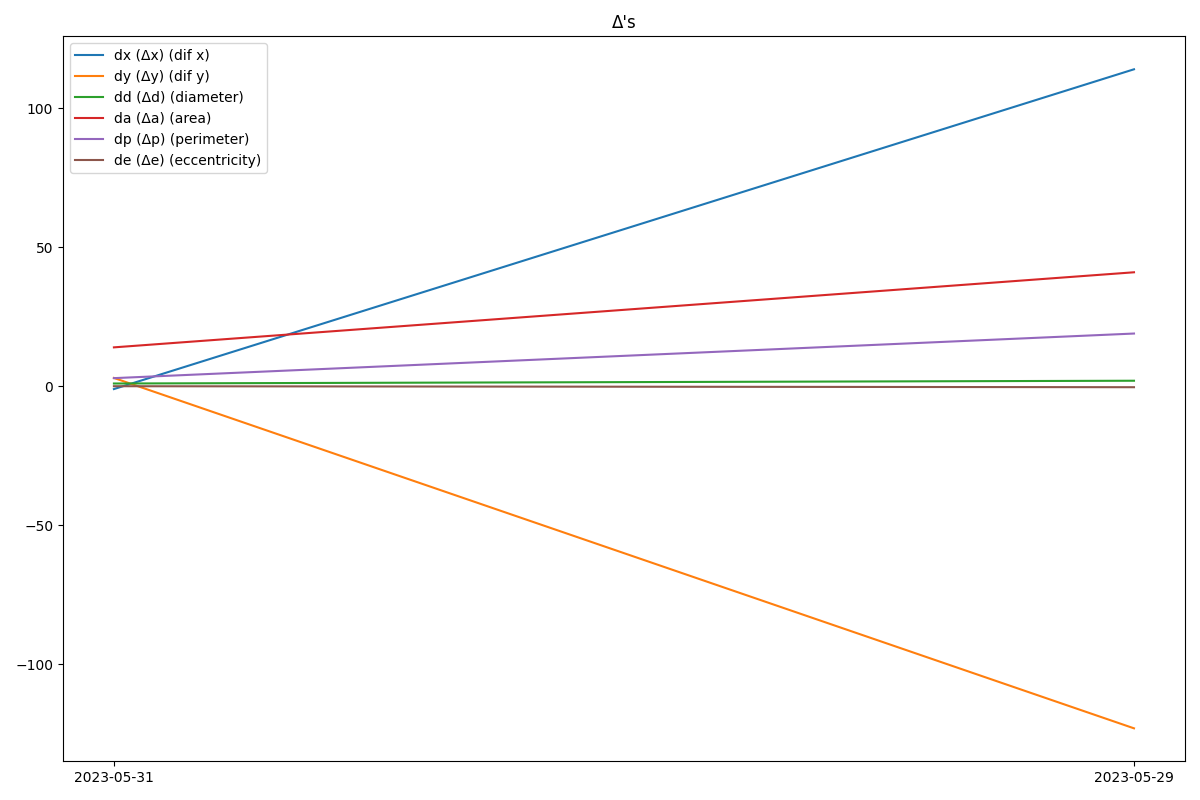 Δ's
dx (Δx) (dif x)
dy (Δy) (dif y)
dd (Δd) (diameter)
da (Δa) (area)
dp (Δp) (perimeter)
de (Δe) (eccentricity)
100
50
0
−50
−100
2023-05-31
2023-05-29